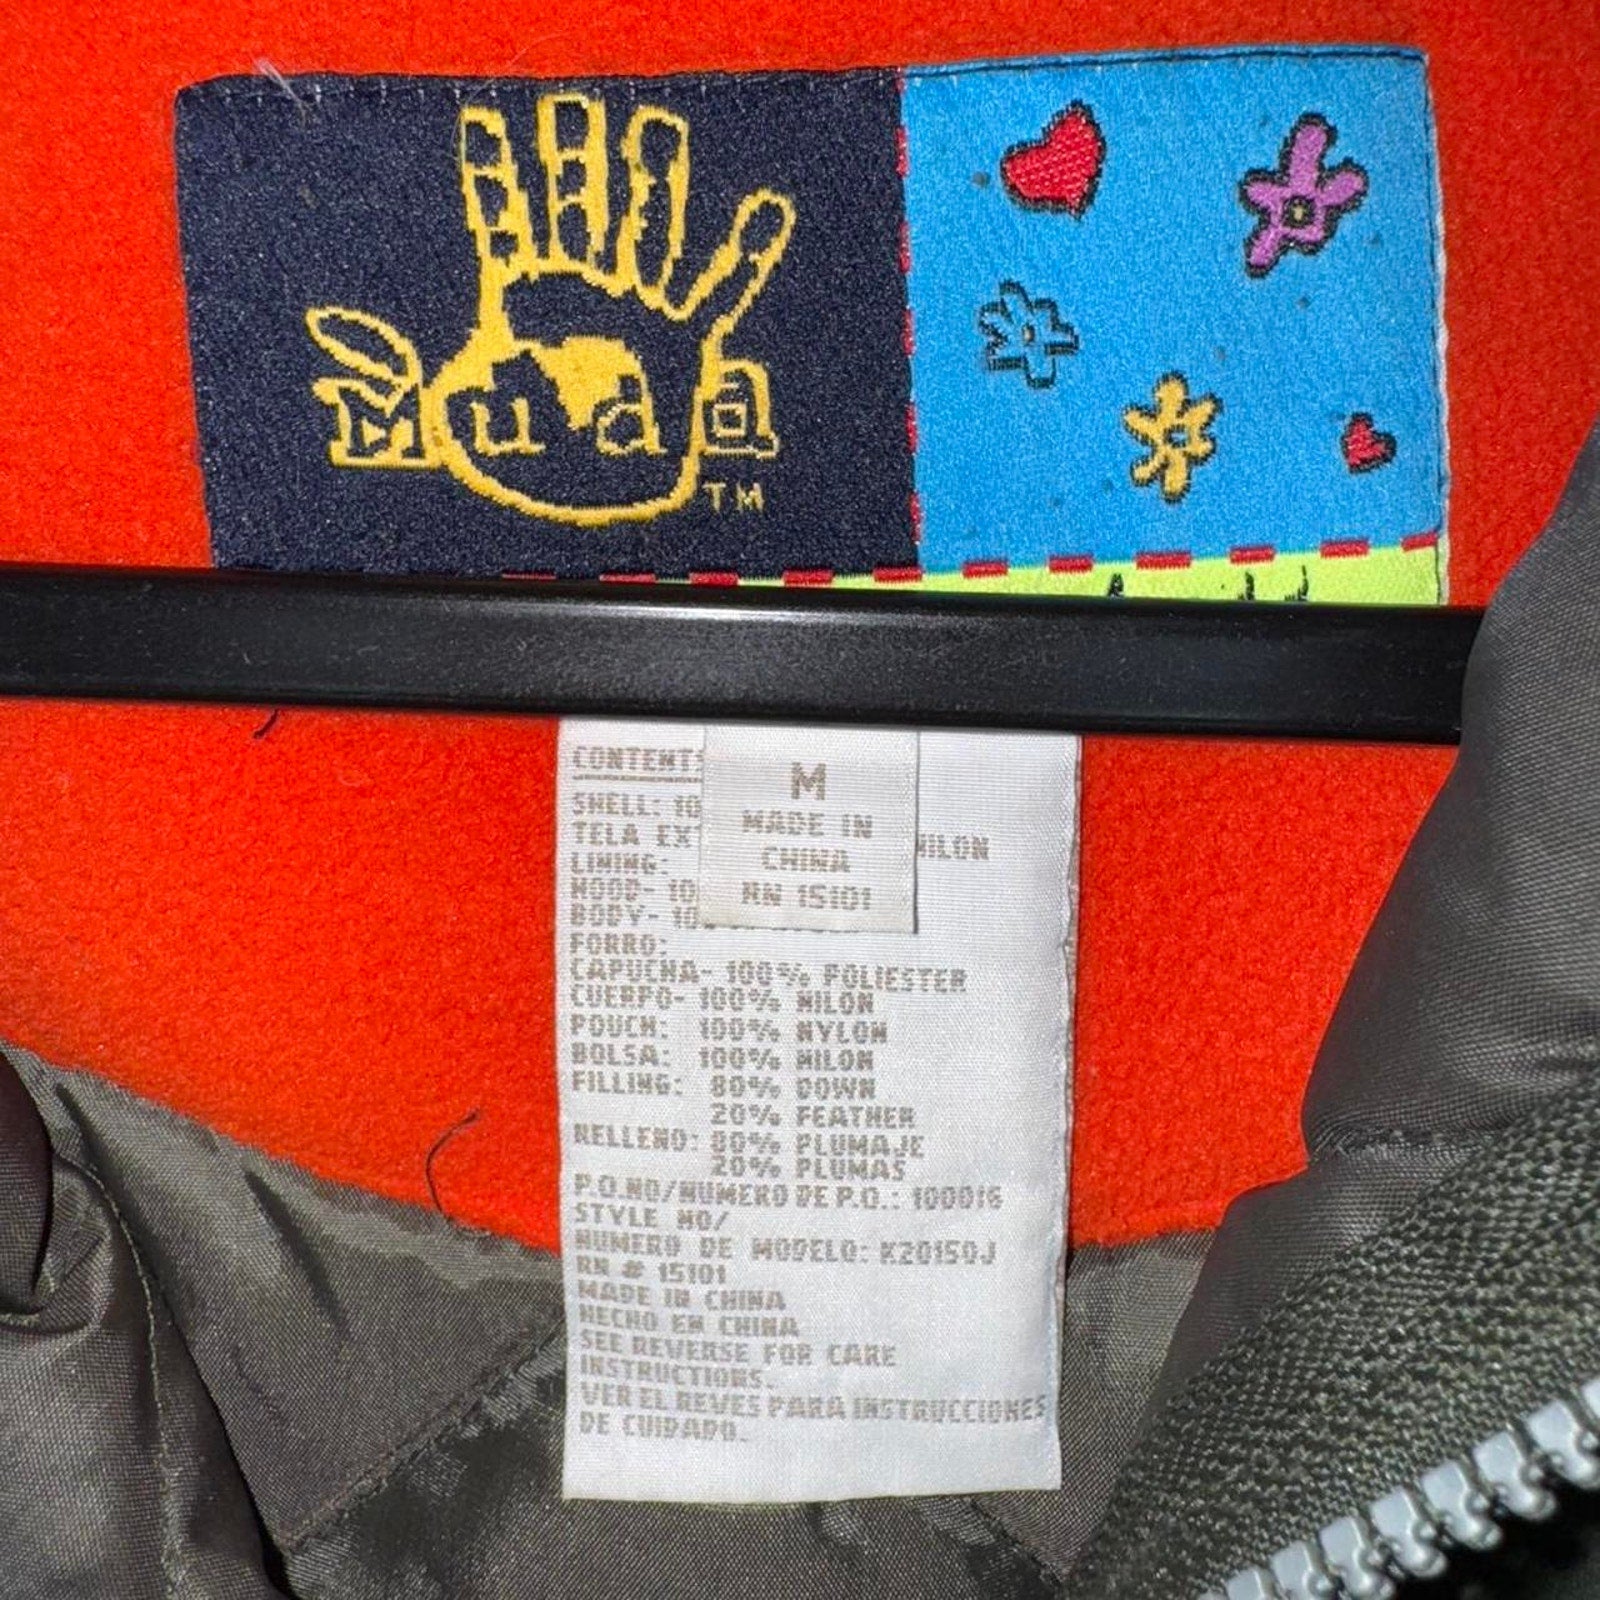 Mudd
TM
M
MADE IN
CHINA
RN 15101
CONTENT
SHELL: 10
TELA EXT NILON
LINING:
HOOD- 10
BODY- 10
FORRO:
CAPUCHA- 100% POLIESTER
CUERPO- 100% NILON
POUCH: 100% NYLON
BOLSA: 100% NILON
FILLING: 80% DOWN
20% FEATHER
RELLENO: 80% PLUMAJE
20% PLUMAS
P.O.NO/NUMERO DE P.O.: 100016
STYLE NO/
NUMERO DE MODELO: K20150J
RN # 15101
MADE IN CHINA
HECHO EN CHINA
SEE REVERSE FOR CARE
INSTRUCTIONS.
VER EL REVES PARA INSTRUCCIONES
DE CUIDADO.